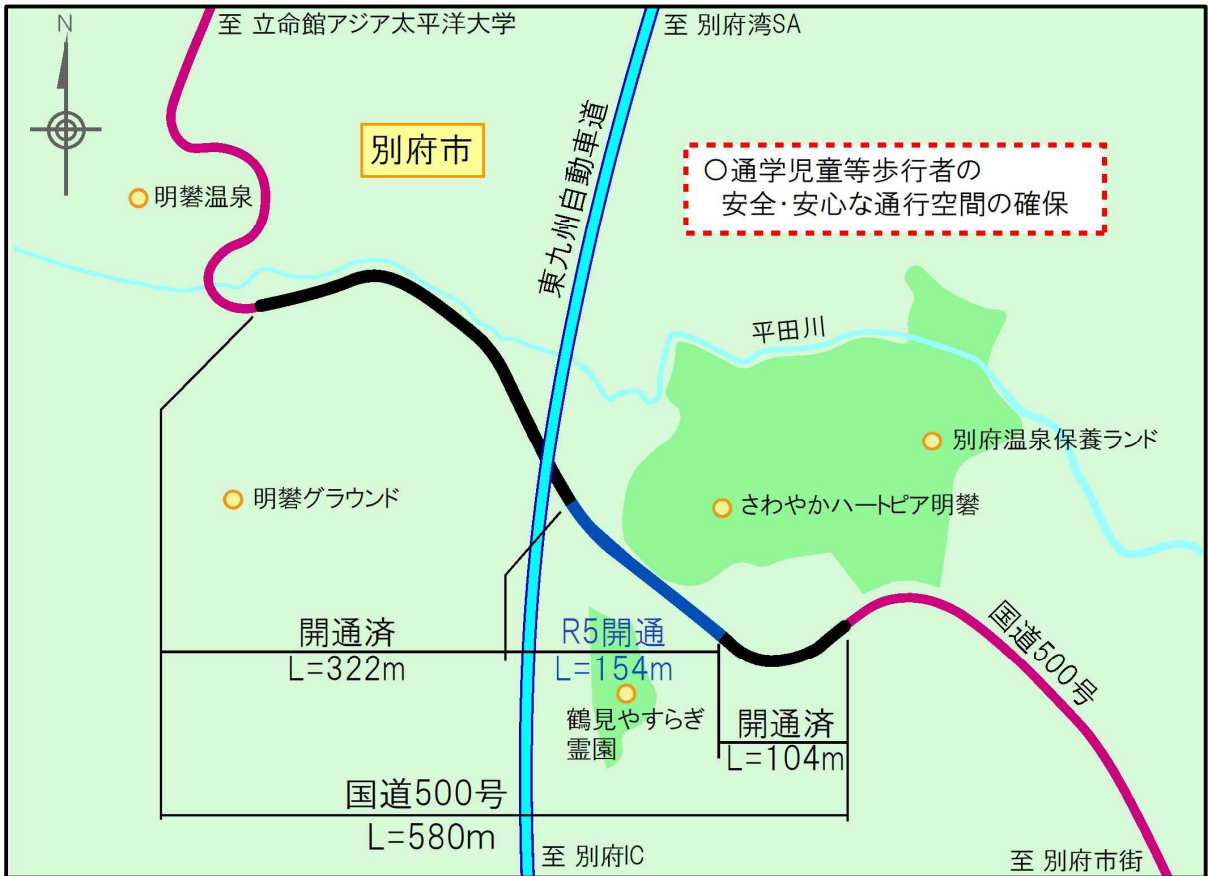 至 立命館アジア太平洋大学
至 別府湾SA
N
別府市
東九州自動車道
○通学児童等歩行者の
安全・安心な通行空間の確保
明礬温泉
平田川
別府温泉保養ランド
明礬グラウンド
さわやかハートピア明礬
開通済
L=322m
R5開通
L=154m
国道500号
鶴見やすらぎ
霊園
開通済
L=104m
国道500号
L=580m
至 別府IC
至 別府市街